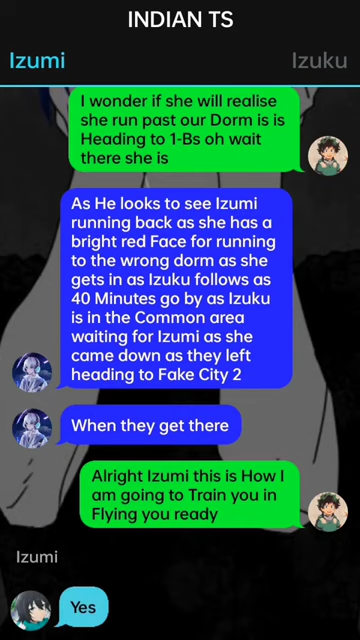 INDIAN TS
Izumi
Izuku
I wonder if she will realise
she run past our Dorm is is
Heading to 1-Bs oh wait
there she is
As He looks to see Izumi
running back as she has a
bright red Face for running
to the wrong dorm as she
gets in as Izuku follows as
40 Minutes go by as Izuku
is in the Common area
waiting for Izumi as she
came down as they left
heading to Fake City 2
When they get there
Alright Izumi this is How I
am going to Train you in
Flying you ready
Izumi
Yes